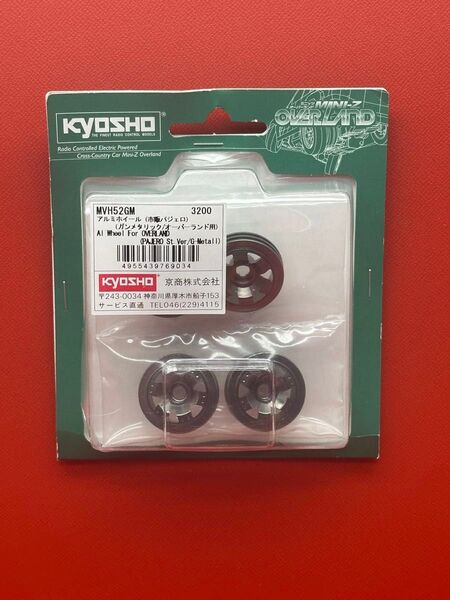 KYOSHO
THE FINEST RADIO CONTROL MODELS
MINI-Z
OVERLAND
Radio Controlled Electric Powered
Cross-Country Car Mini-Z Overland
MVH52GM 3200
アルミホイール(市販パジェロ)
(ガンメタリック/オーバーランド用)
Al Wheel For OVERLAND
(PAJERO St.Ver/G-Metall)
4955439769034
KYOSHO 京商株式会社
〒243-0034 神奈川県厚木市船子153
サービス直通 TEL046(229)4115